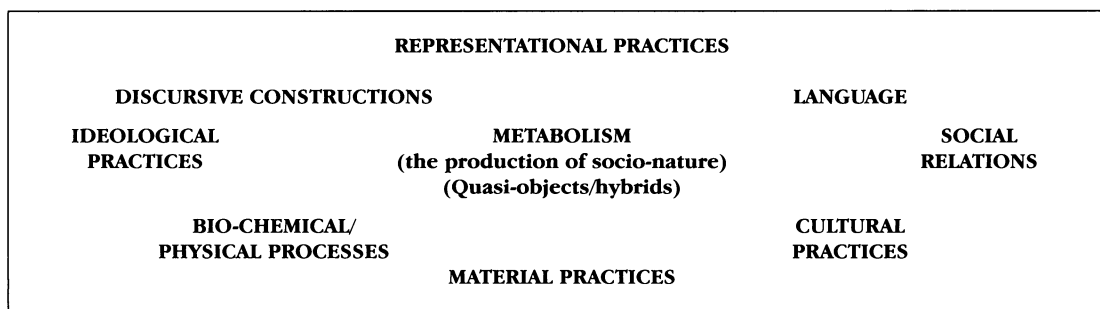 REPRESENTATIONAL PRACTICES
DISCURSIVE CONSTRUCTIONS
LANGUAGE
IDEOLOGICAL
PRACTICES
METABOLISM
(the production of socio-nature)
(Quasi-objects/hybrids)
SOCIAL
RELATIONS
BIO-CHEMICAL/
PHYSICAL PROCESSES
CULTURAL
PRACTICES
MATERIAL PRACTICES